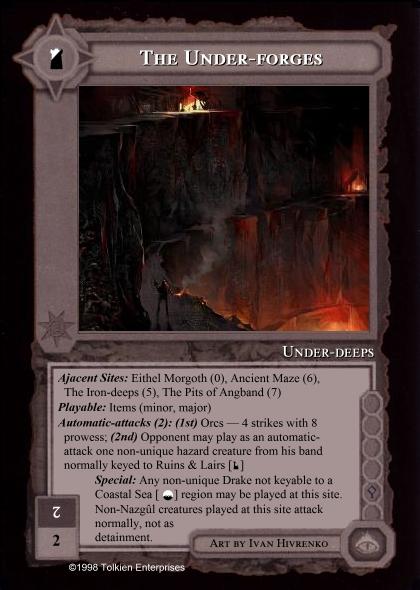 THE UNDER-FORGES
UNDER-DEEPS
Ajacent Sites: Eithel Morgoth (0), Ancient Maze (6),
The Iron-deeps (5), The Pits of Angband (7)
Playable: Items (minor, major)
Automatic-attacks (2): (1st) Orcs — 4 strikes with 8
prowess; (2nd) Opponent may play as an automatic-
attack one non-unique hazard creature from his band
normally keyed to Ruins & Lairs [ ]
Special: Any non-unique Drake not keyable to a
Coastal Sea [ ] region may be played at this site.
Non-Nazgûl creatures played at this site attack
normally, not as
detainment.
2
2
ART BY IVAN HIVRENKO
©1998 Tolkien Enterprises